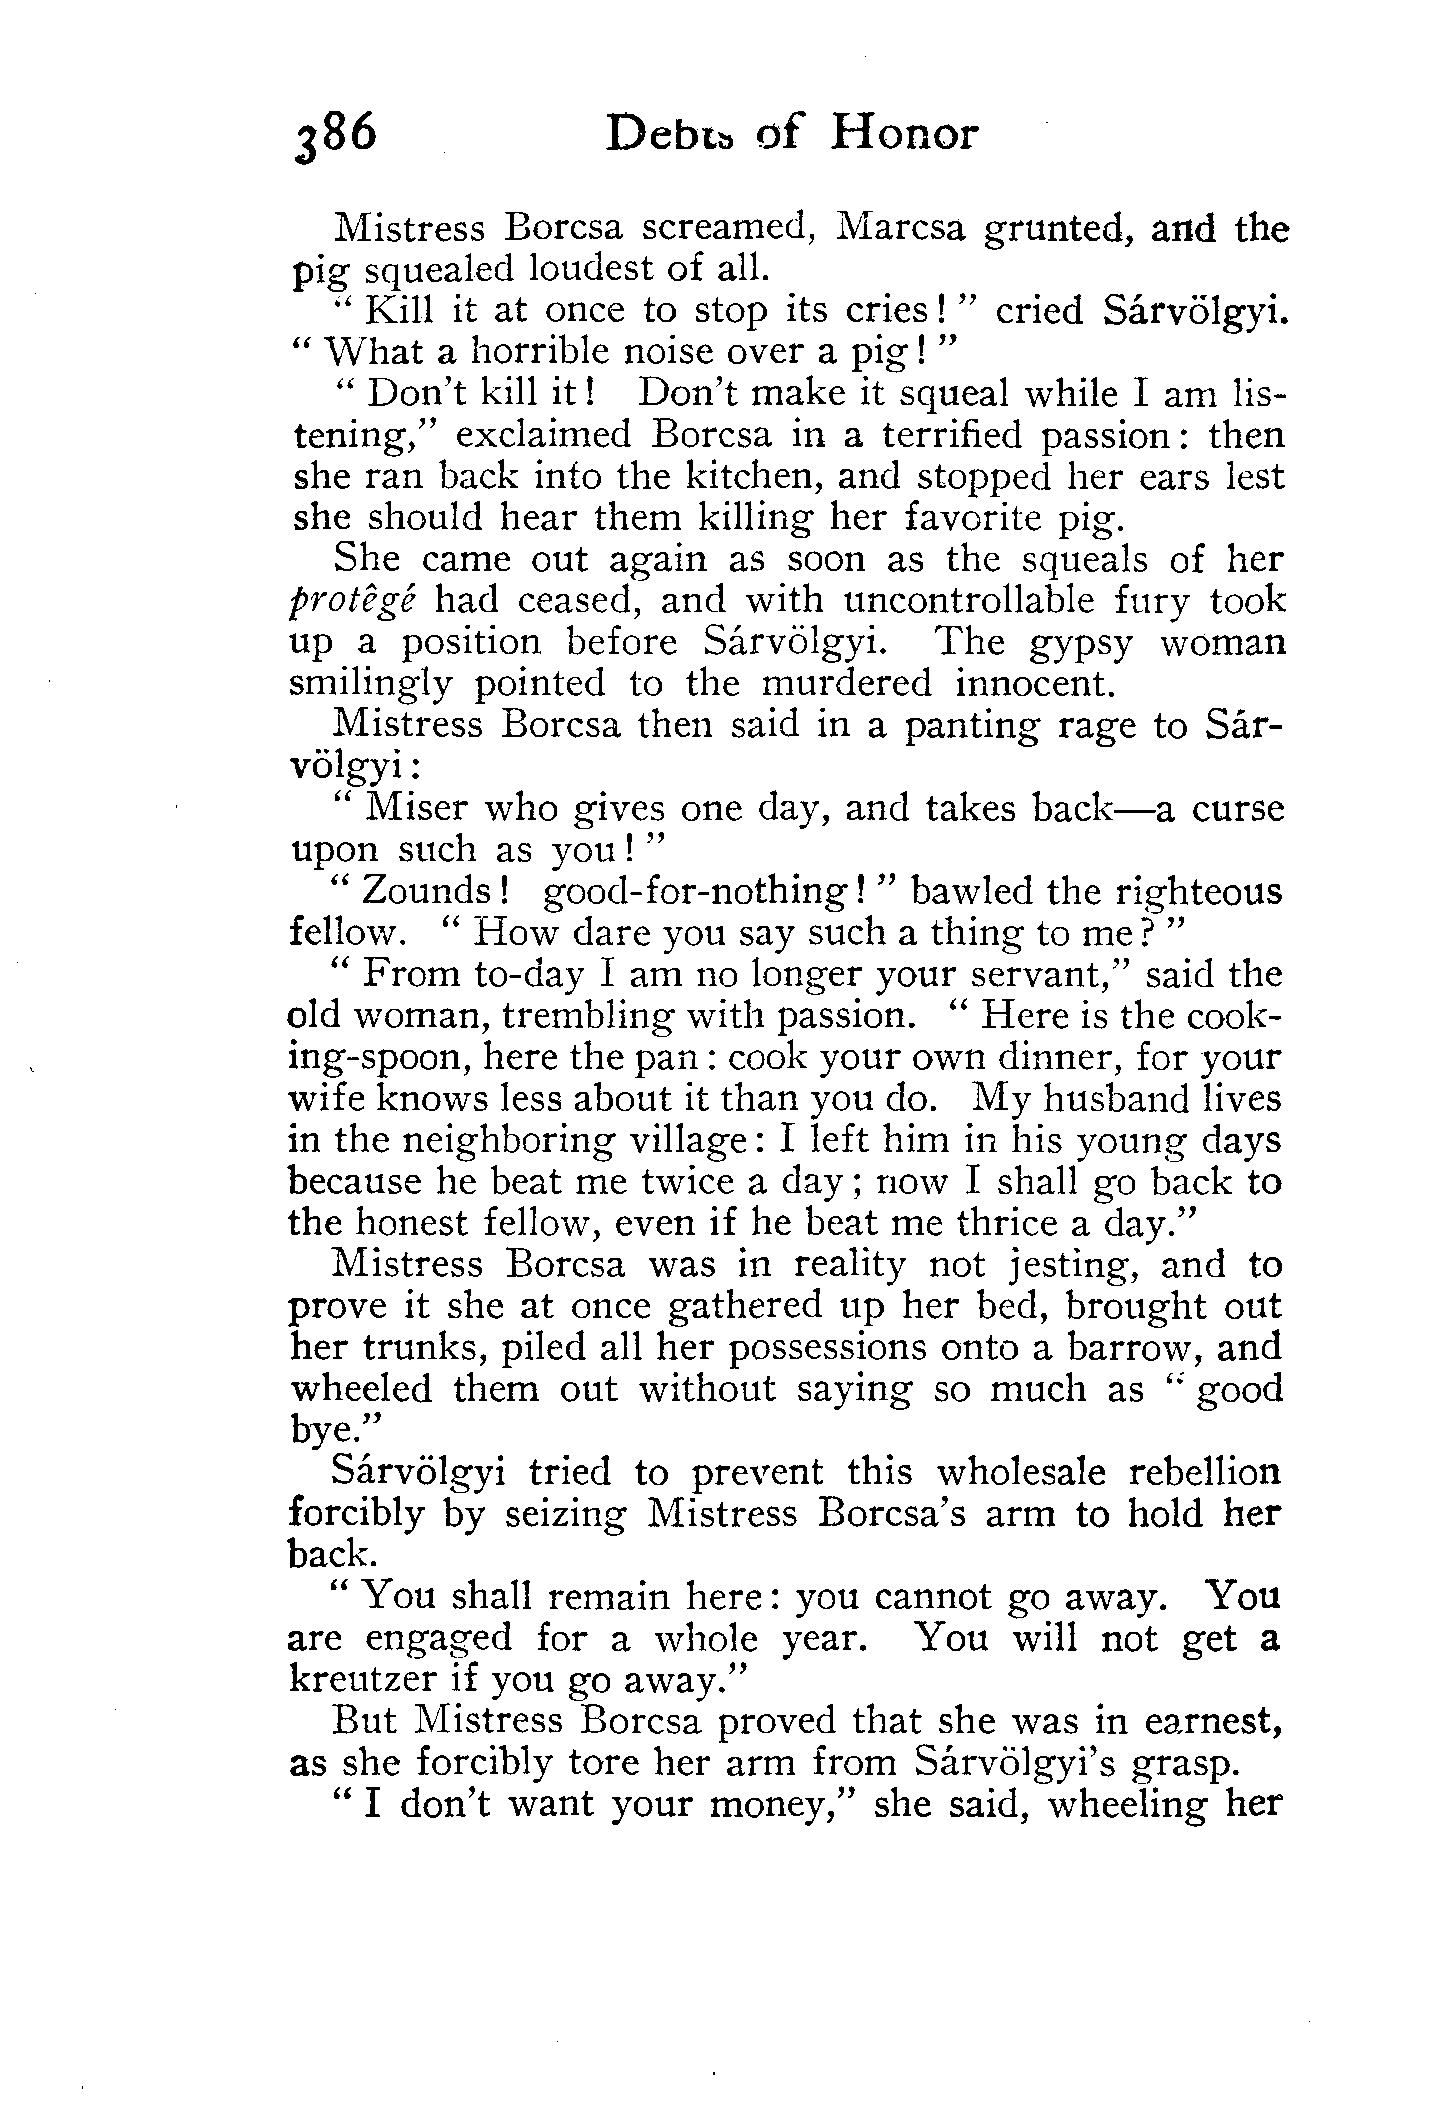 386 Debts of Honor
Mistress Borcsa screamed, Marcsa grunted, and the
pig squealed loudest of all.
“ Kill it at once to stop its cries! ” cried Sárvölgyi.
“ What a horrible noise over a pig! ”
“ Don't kill it! Don't make it squeal while I am lis-
tening,” exclaimed Borcsa in a terrified passion: then
she ran back into the kitchen, and stopped her ears lest
she should hear them killing her favorite pig.
She came out again as soon as the squeals of her
protêgé had ceased, and with uncontrollable fury took
up a position before Sárvölgyi. The gypsy woman
smilingly pointed to the murdered innocent.
Mistress Borcsa then said in a panting rage to Sár-
völgyi:
“ Miser who gives one day, and takes back—a curse
upon such as you! ”
“ Zounds! good-for-nothing! ” bawled the righteous
fellow. “ How dare you say such a thing to me? ”
“ From to-day I am no longer your servant,” said the
old woman, trembling with passion. “ Here is the cook-
ing-spoon, here the pan: cook your own dinner, for your
wife knows less about it than you do. My husband lives
in the neighboring village: I left him in his young days
because he beat me twice a day; now I shall go back to
the honest fellow, even if he beat me thrice a day.”
Mistress Borcsa was in reality not jesting, and to
prove it she at once gathered up her bed, brought out
her trunks, piled all her possessions onto a barrow, and
wheeled them out without saying so much as “ good
bye.”
Sárvölgyi tried to prevent this wholesale rebellion
forcibly by seizing Mistress Borcsa's arm to hold her
back.
“ You shall remain here: you cannot go away. You
are engaged for a whole year. You will not get a
kreutzer if you go away.”
But Mistress Borcsa proved that she was in earnest,
as she forcibly tore her arm from Sárvölgyi's grasp.
“ I don't want your money,” she said, wheeling her